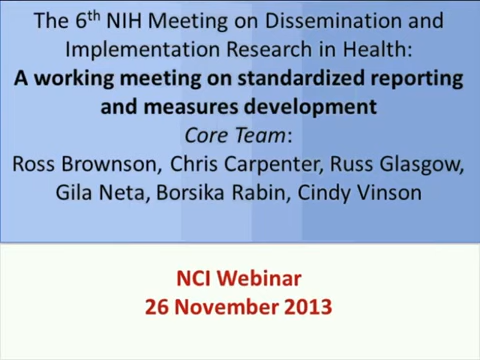 The 6th NIH Meeting on Dissemination and
Implementation Research in Health:
A working meeting on standardized reporting
and measures development
Core Team:
Ross Brownson, Chris Carpenter, Russ Glasgow,
Gila Neta, Borsika Rabin, Cindy Vinson
NCI Webinar
26 November 2013